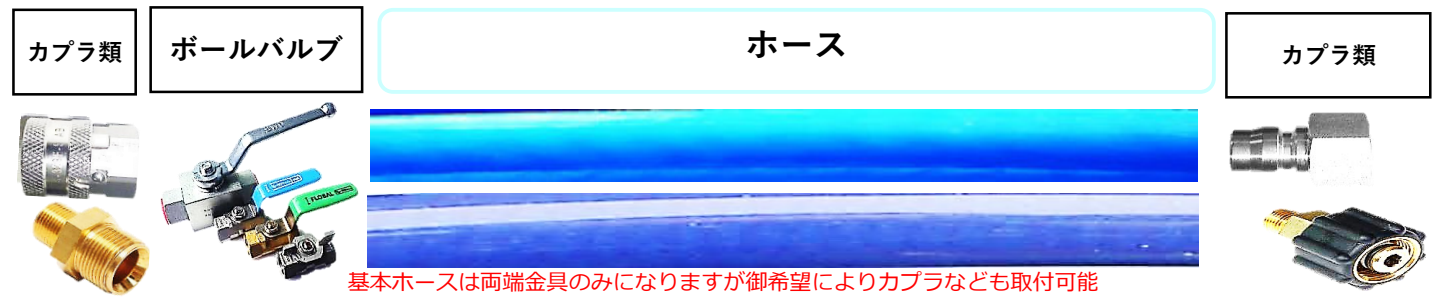 カプラ類
ボールバルブ
ホース
カプラ類
基本ホースは両端金具のみになりますが御希望によりカプラなども取付可能